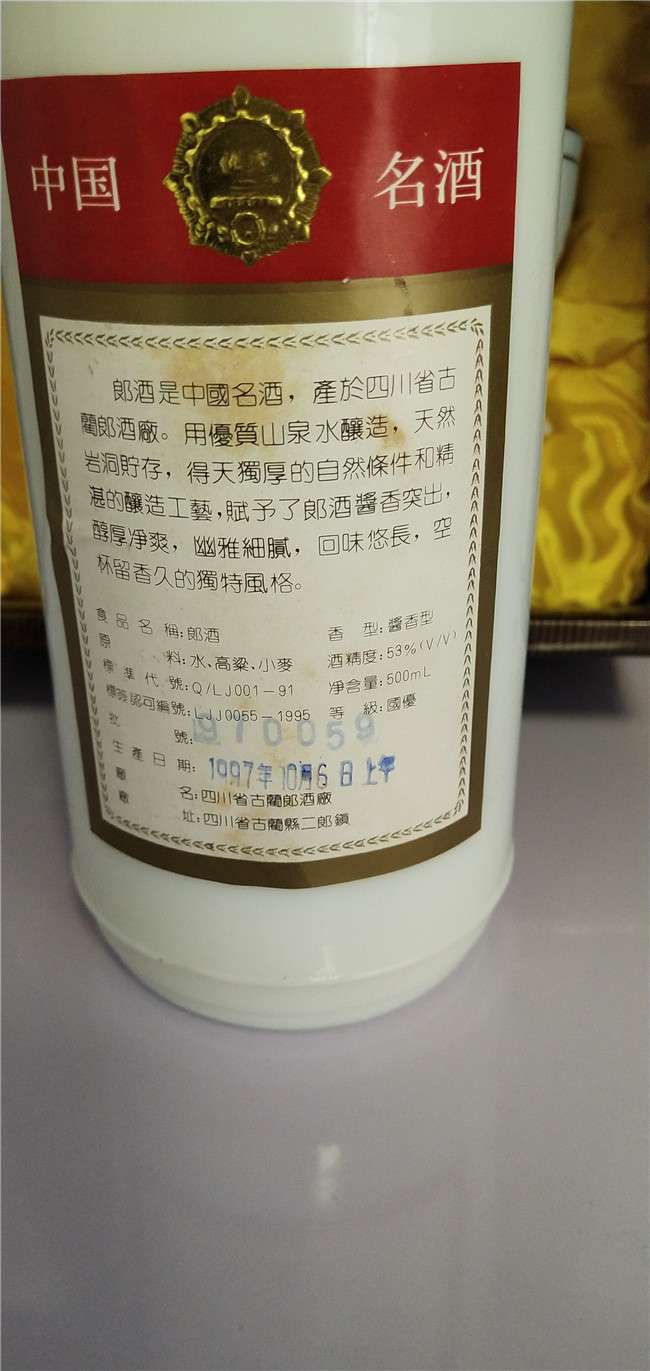 中国 名酒
郎酒是中國名酒，產於四川省古
藺郎酒廠。用優質山泉水釀造，天然
岩洞貯存，得天獨厚的自然條件和精
湛的釀造工藝，賦予了郎酒醬香突出，
醇厚净爽，幽雅細膩，回味悠長，空
杯留香久的獨特風格。
食品名稱:郎酒 香型:醬香型
原料:水、高粱、小麥 酒精度:53%(V/V)
標準代號:Q/LJ001-91 净含量:500mL
標簽認可編號:LJJ0055-1995 等級:國優
批號:910059
生產日期:1997年10月6日上午
廠名:四川省古藺郎酒廠
廠址:四川省古藺縣二郎鎮